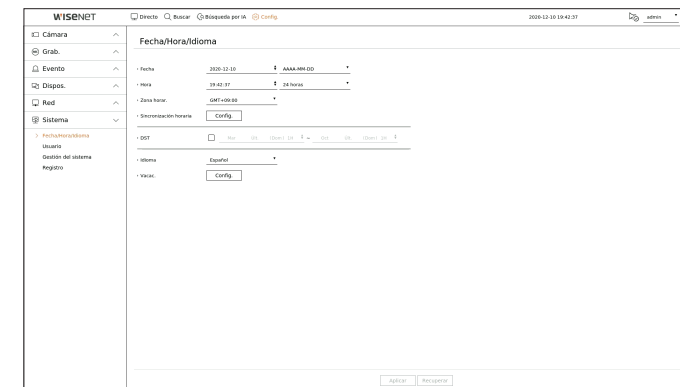 WISENET
Directo Buscar Búsqueda por IA Config. 2020-12-10 19:42:37 admin
Cámara
Grab.
Evento
Dispos.
Red
Sistema
> Fecha/Hora/Idioma
Usuario
Gestión del sistema
Registro
Fecha/Hora/Idioma
Fecha 2020-12-10 AAAA-MM-DD
Hora 19:42:37 24 horas
Zona horar. GMT+09:00
Sincronización horaria Config.
DST
Idioma Español
Vacac. Config.
Aplicar Recuperar